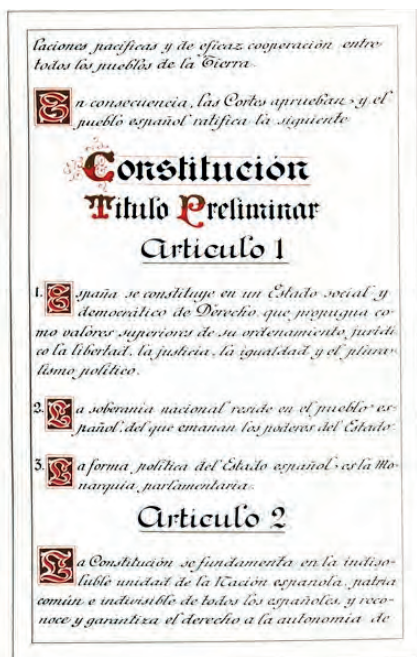 laciones pacíficas y de eficaz cooperación entre
todos los pueblos de la Tierra.
En consecuencia, las Cortes aprueban y el
pueblo español ratifica la siguiente
Constitución
Título Preliminar
Artículo 1
1. España se constituye en un Estado social y
democrático de Derecho, que propugna co-
mo valores superiores de su ordenamiento jurídi-
co la libertad, la justicia, la igualdad y el plura-
lismo político.
2. La soberanía nacional reside en el pueblo es-
pañol, del que emanan los poderes del Estado.
3. La forma política del Estado español es la Mo-
narquía parlamentaria.
Artículo 2
La Constitución se fundamenta en la indiso-
luble unidad de la Nación española, patria
común e indivisible de todos los españoles, y reco-
noce y garantiza el derecho a la autonomía de